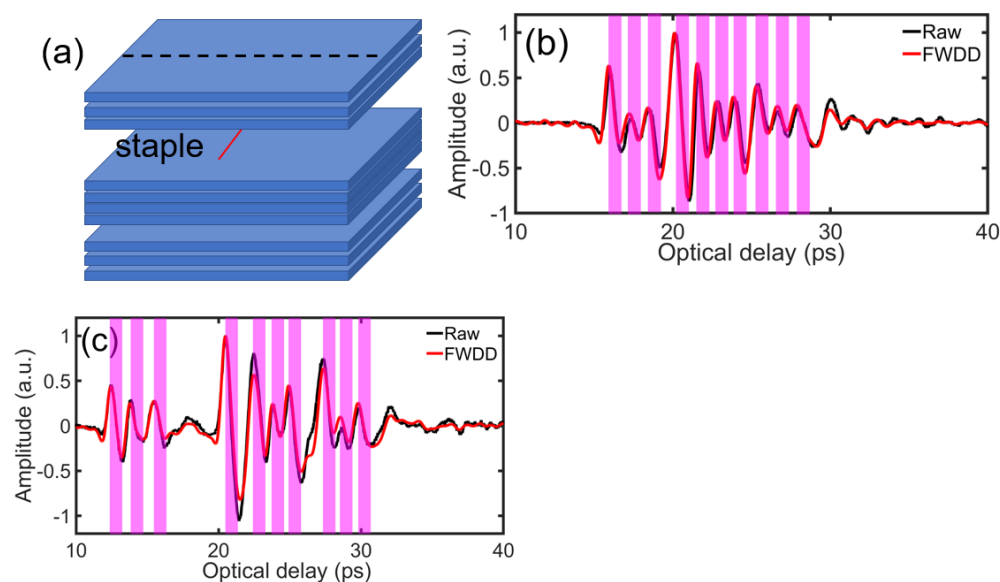 (a)
staple
(b)
Raw
FWDD
Amplitude (a.u.)
1
0.5
0
-0.5
-1
10
20
30
40
Optical delay (ps)
(c)
Raw
FWDD
Amplitude (a.u.)
1
0.5
0
-0.5
-1
10
20
30
40
Optical delay (ps)